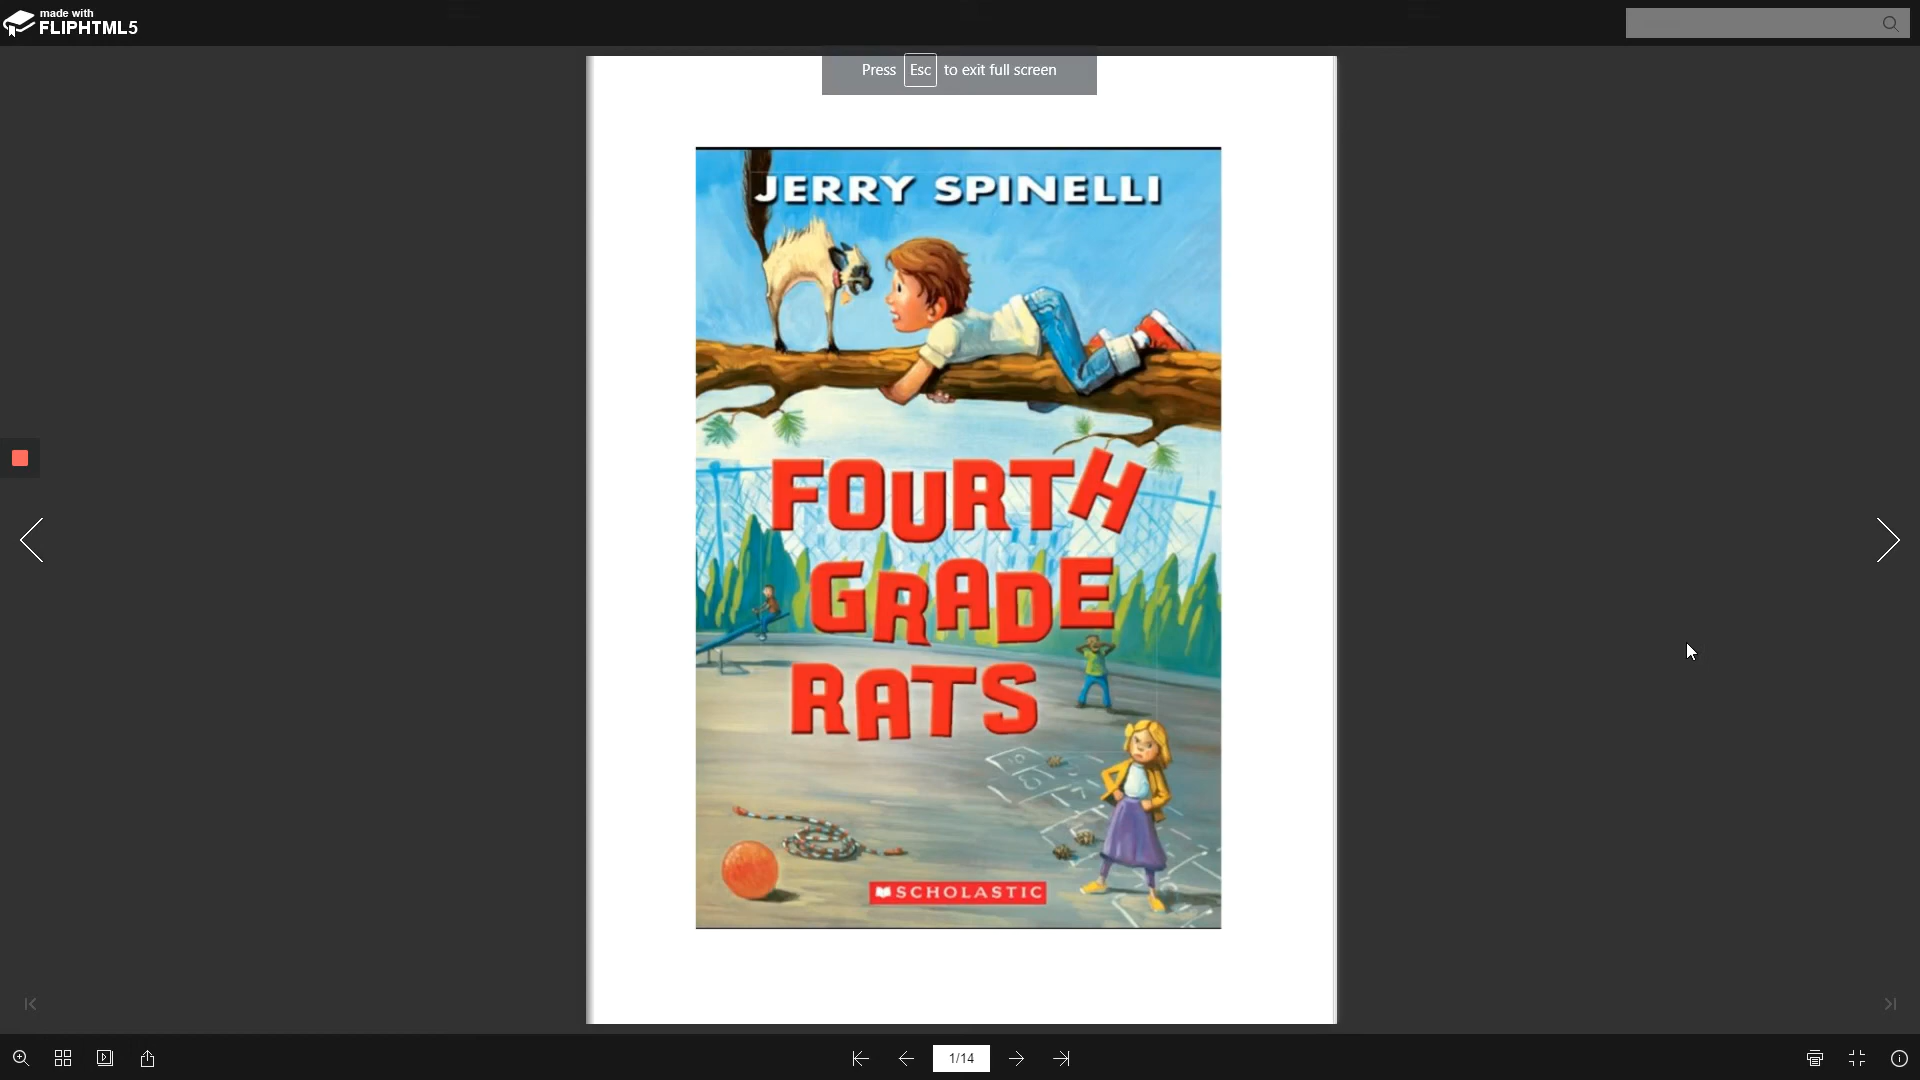 made with
FLIPHTML5
Press Esc to exit full screen
JERRY SPINELLI
FOURTH
GRADE
RATS
SCHOLASTIC
1/14